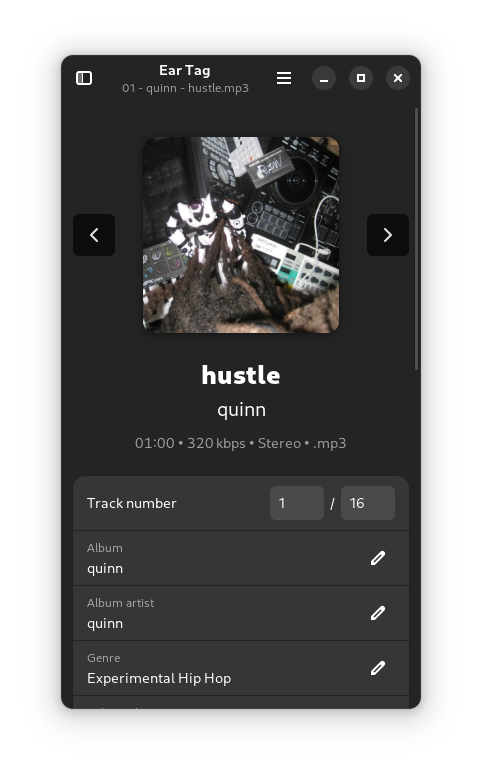 Ear Tag
01 - quinn - hustle.mp3
hustle
quinn
01:00 • 320 kbps • Stereo • .mp3
Track number 1 / 16
Album
quinn
Album artist
quinn
Genre
Experimental Hip Hop